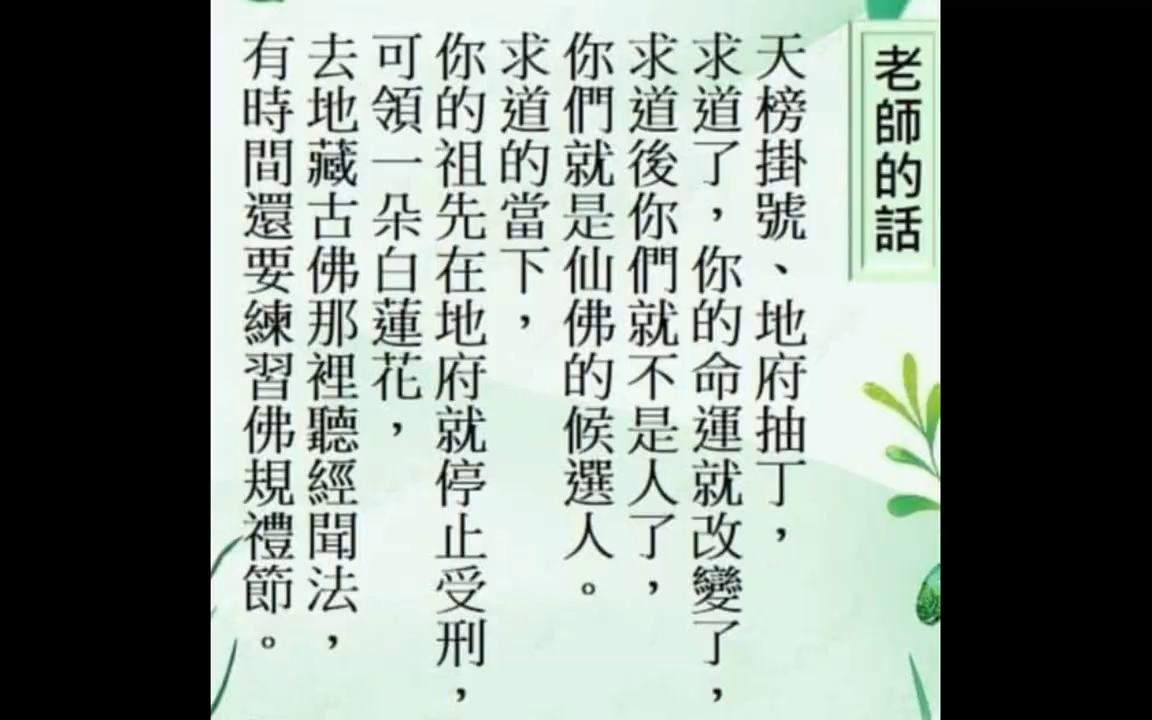 老師的話
天榜掛號、地府抽丁，
求道了，你的命運就改變了，
求道後你們就不是人了，
你們就是仙佛的候選人。
求道的當下，
你的祖先在地府就停止受刑，
可領一朵白蓮花，
去地藏古佛那裡聽經聞法，
有時間還要練習佛規禮節。